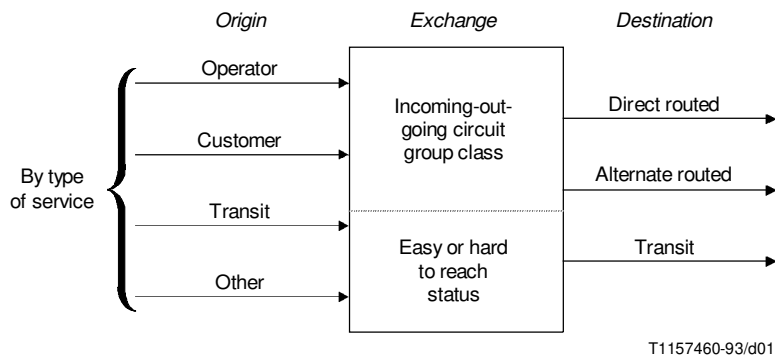 Origin
Exchange
Destination
Operator
Customer
Transit
Other
By type
of service
Incoming-out-
going circuit
group class
Easy or hard
to reach
status
Direct routed
Alternate routed
Transit
T1157460-93/d01